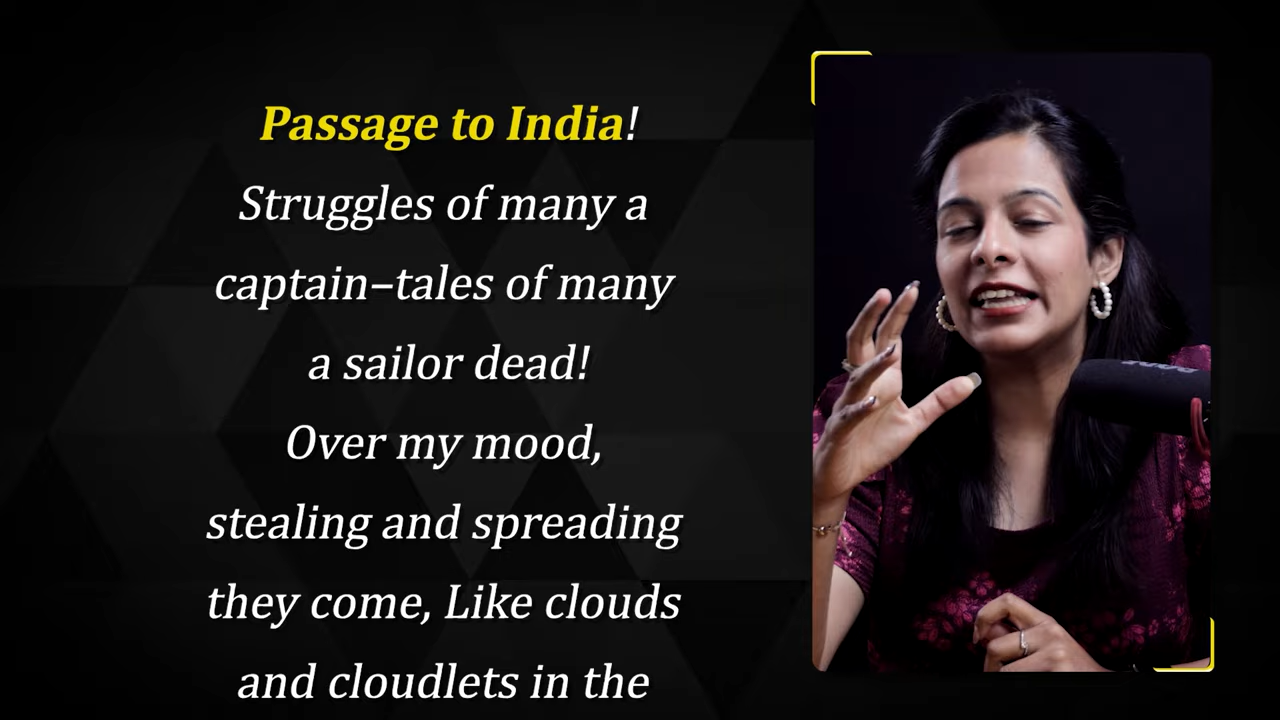 Passage to India!
Struggles of many a
captain–tales of many
a sailor dead!
Over my mood,
stealing and spreading
they come, Like clouds
and cloudlets in the